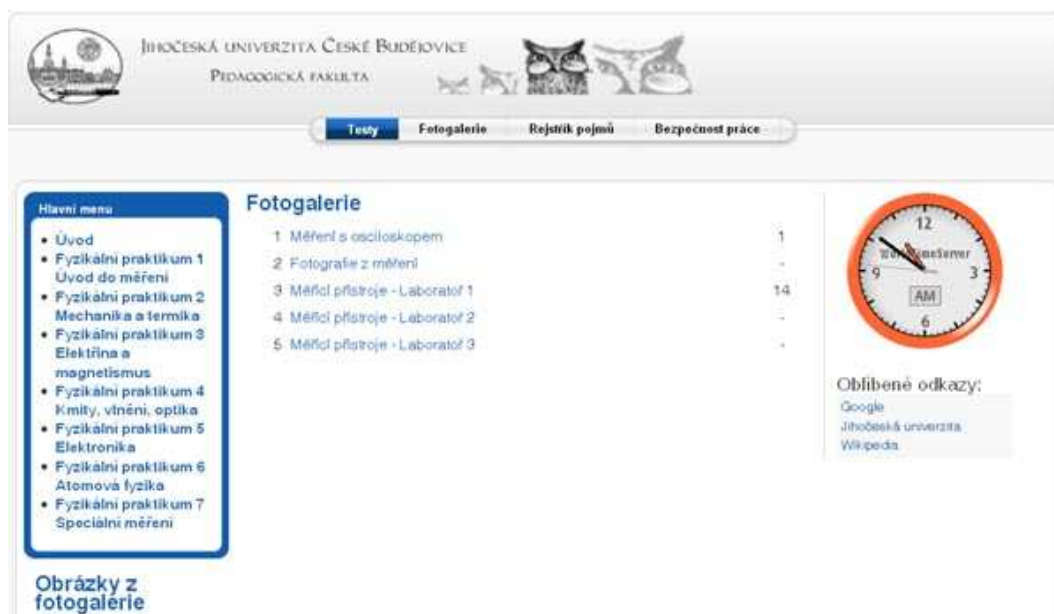 JIHOČESKÁ UNIVERZITA ČESKÉ BUDĚJOVICE
PEDAGOGICKÁ FAKULTA
Testy Fotogalerie Rejstřík pojmů Bezpečnost práce
Hlavní menu
Úvod
Fyzikální praktikum 1
Úvod do měření
Fyzikální praktikum 2
Mechanika a termika
Fyzikální praktikum 3
Elektřina a
magnetismus
Fyzikální praktikum 4
Kmity, vlnění, optika
Fyzikální praktikum 5
Elektronika
Fyzikální praktikum 6
Atomová fyzika
Fyzikální praktikum 7
Speciální měření
Obrázky z
fotogalerie
Fotogalerie
1 Měření s osciloskopem 1
2 Fotografie z měření -
3 Měřicí přístroje - Laboratoř 1 14
4 Měřicí přístroje - Laboratoř 2 -
5 Měřicí přístroje - Laboratoř 3 -
12
WorldTimeServer
9 3
AM
6
Oblíbené odkazy:
Google
Jihočeská univerzita
Wikipedia